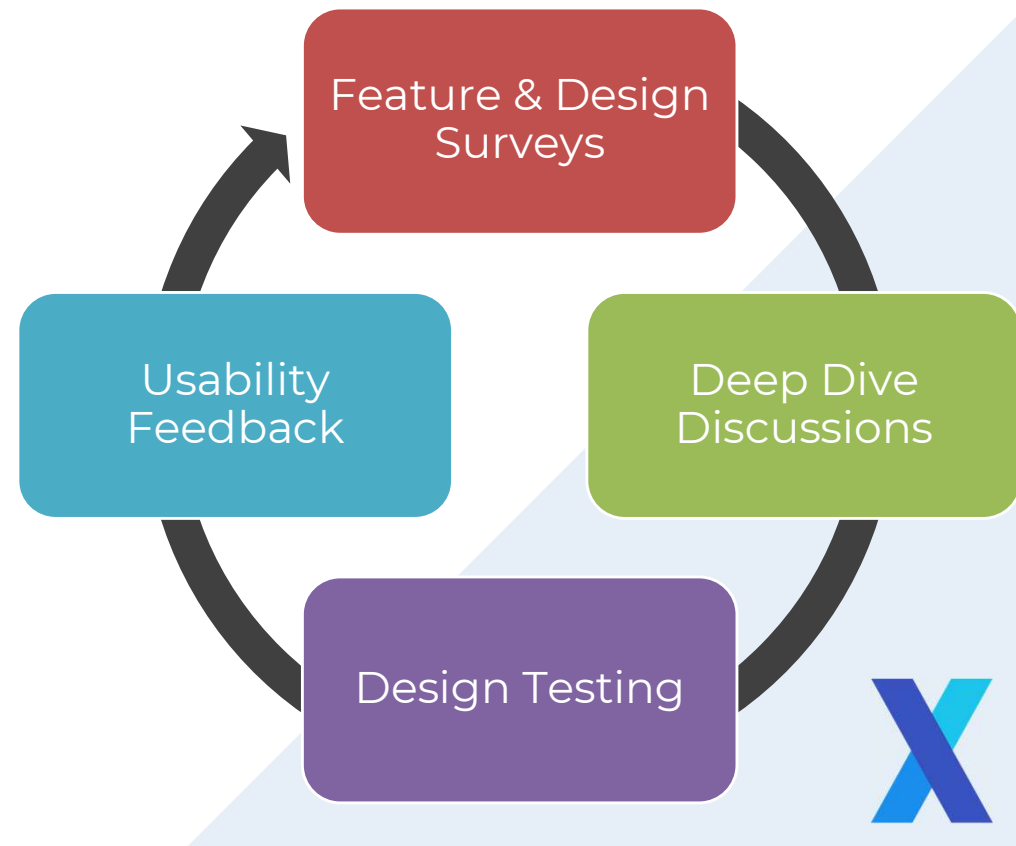 Feature & Design
Surveys
Deep Dive
Discussions
Design Testing
Usability
Feedback
X